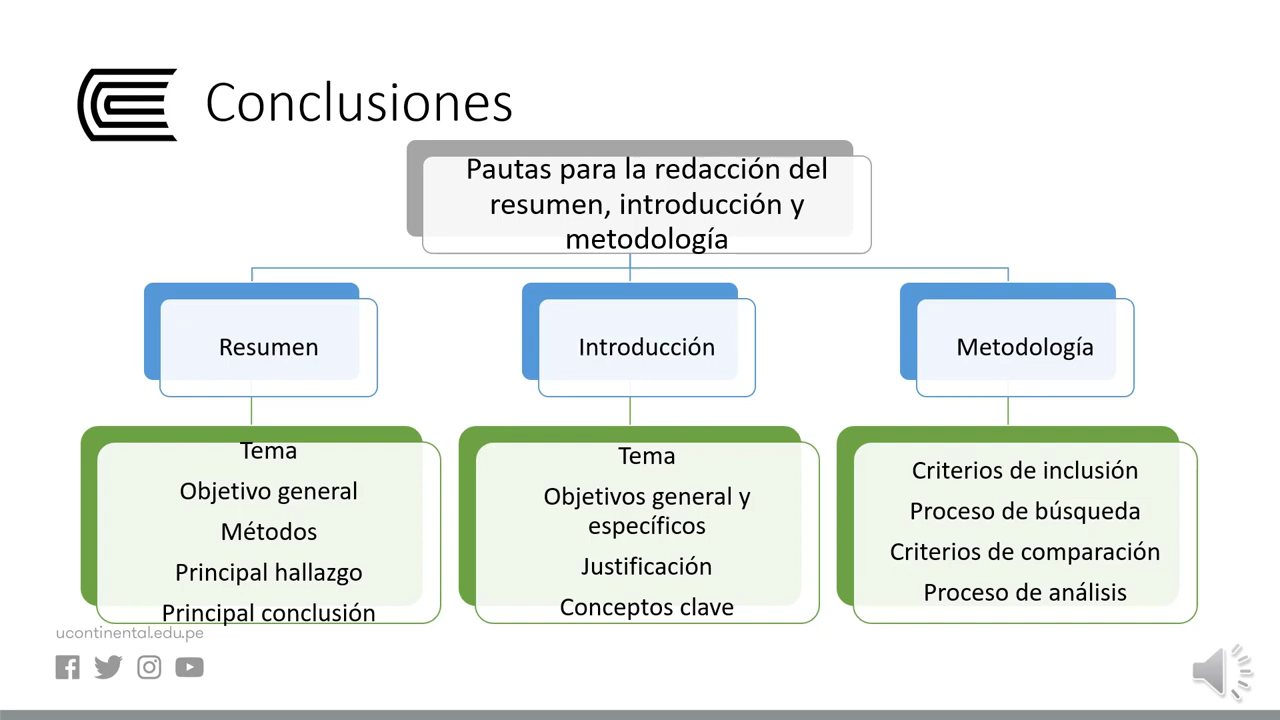 Conclusiones
Pautas para la redacción del
resumen, introducción y
metodología
Resumen
Introducción
Metodología
Tema
Objetivo general
Métodos
Principal hallazgo
Principal conclusión
Tema
Objetivos general y
específicos
Justificación
Conceptos clave
Criterios de inclusión
Proceso de búsqueda
Criterios de comparación
Proceso de análisis
ucontinental.edu.pe